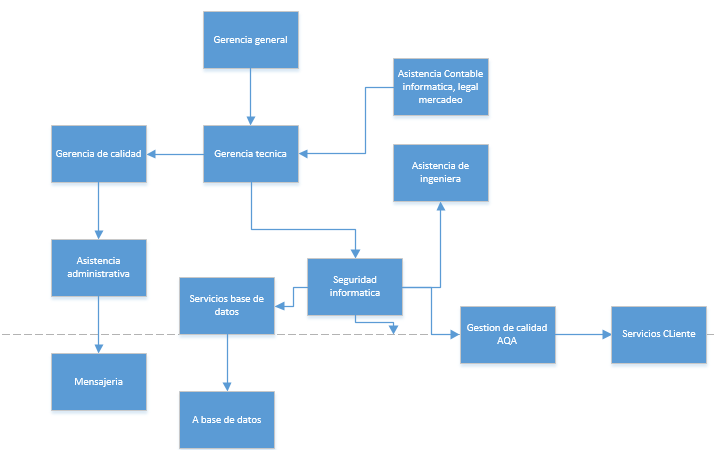 Gerencia general
Asistencia Contable
informatica, legal
mercadeo
Gerencia de calidad
Gerencia tecnica
Asistencia de
ingeniera
Asistencia
administrativa
Seguridad
informatica
Servicios base de
datos
Gestion de calidad
AQA
Servicios CLiente
Mensajeria
A base de datos